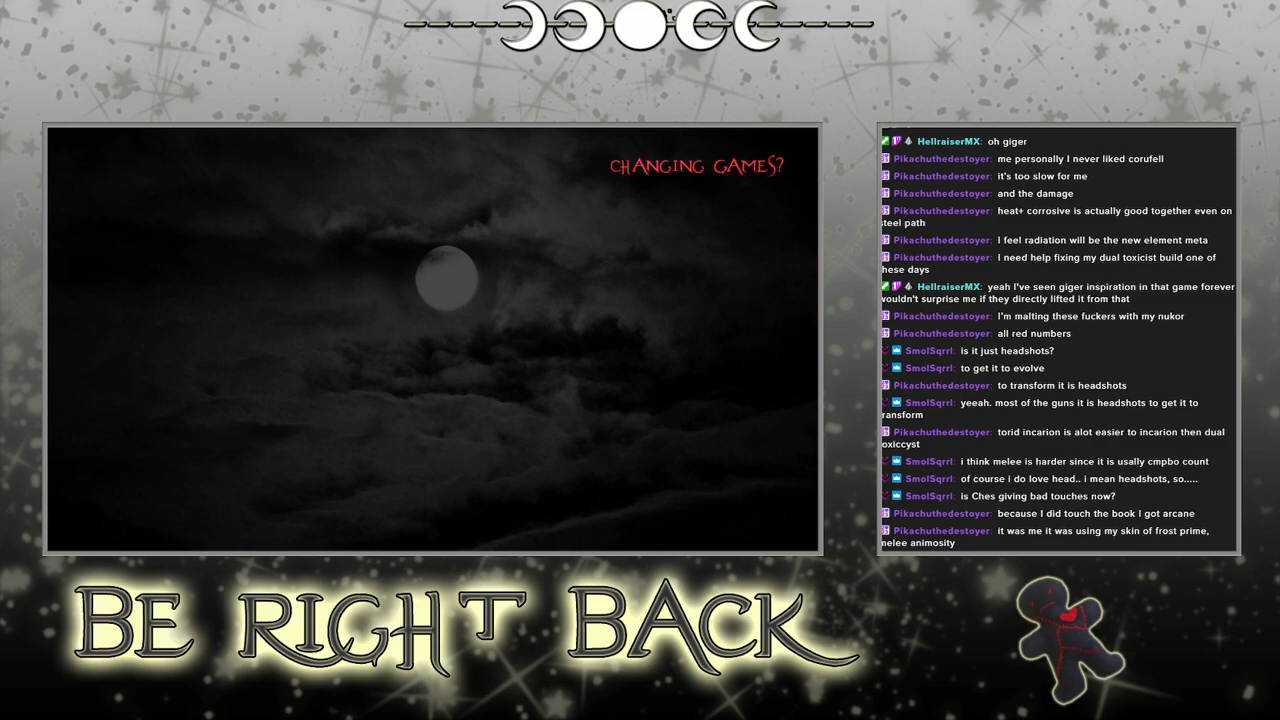 CHANGING GAMES?
HellraiserMX: oh giger
Pikachuthedestoyer: me personally I never liked corufell
Pikachuthedestoyer: it's too slow for me
Pikachuthedestoyer: and the damage
Pikachuthedestoyer: heat+ corrosive is actually good together even on
steel path
Pikachuthedestoyer: I feel radiation will be the new element meta
Pikachuthedestoyer: I need help fixing my dual toxicist build one of
hese days
HellraiserMX: yeah I've seen giger inspiration in that game forever
wouldn't surprise me if they directly lifted it from that
Pikachuthedestoyer: I'm malting these fuckers with my nukor
Pikachuthedestoyer: all red numbers
SmolSqrrl: is it just headshots?
SmolSqrrl: to get it to evolve
Pikachuthedestoyer: to transform it is headshots
SmolSqrrl: yeeah. most of the guns it is headshots to get it to
ransform
Pikachuthedestoyer: torid incarion is alot easier to incarion then dual
oxiccyst
SmolSqrrl: i think melee is harder since it is usally cmpbo count
SmolSqrrl: of course i do love head.. i mean headshots, so.....
SmolSqrrl: is Ches giving bad touches now?
Pikachuthedestoyer: because I did touch the book I got arcane
Pikachuthedestoyer: it was me it was using my skin of frost prime,
melee animosity
BE RIGHT BACK